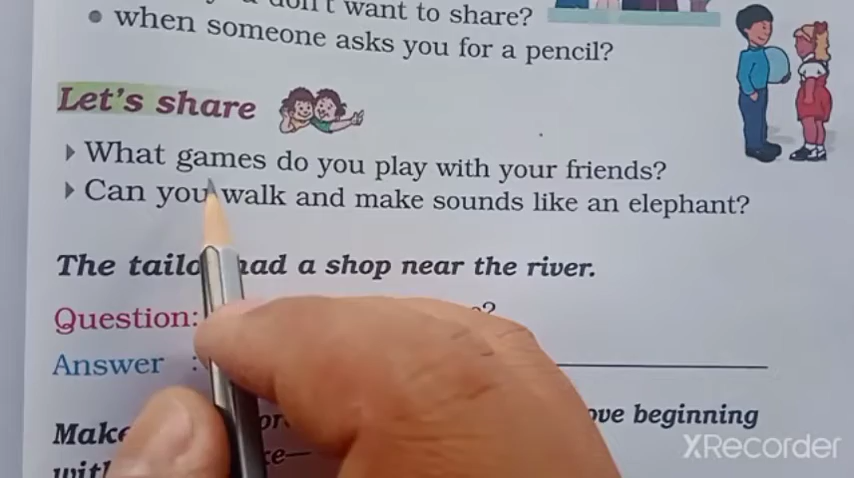 want to share?
when someone asks you for a pencil?
Let's share
What games do you play with your friends?
Can you walk and make sounds like an elephant?
The tailo had a shop near the river.
Question:
Answer :
Make beginning
XRecorder